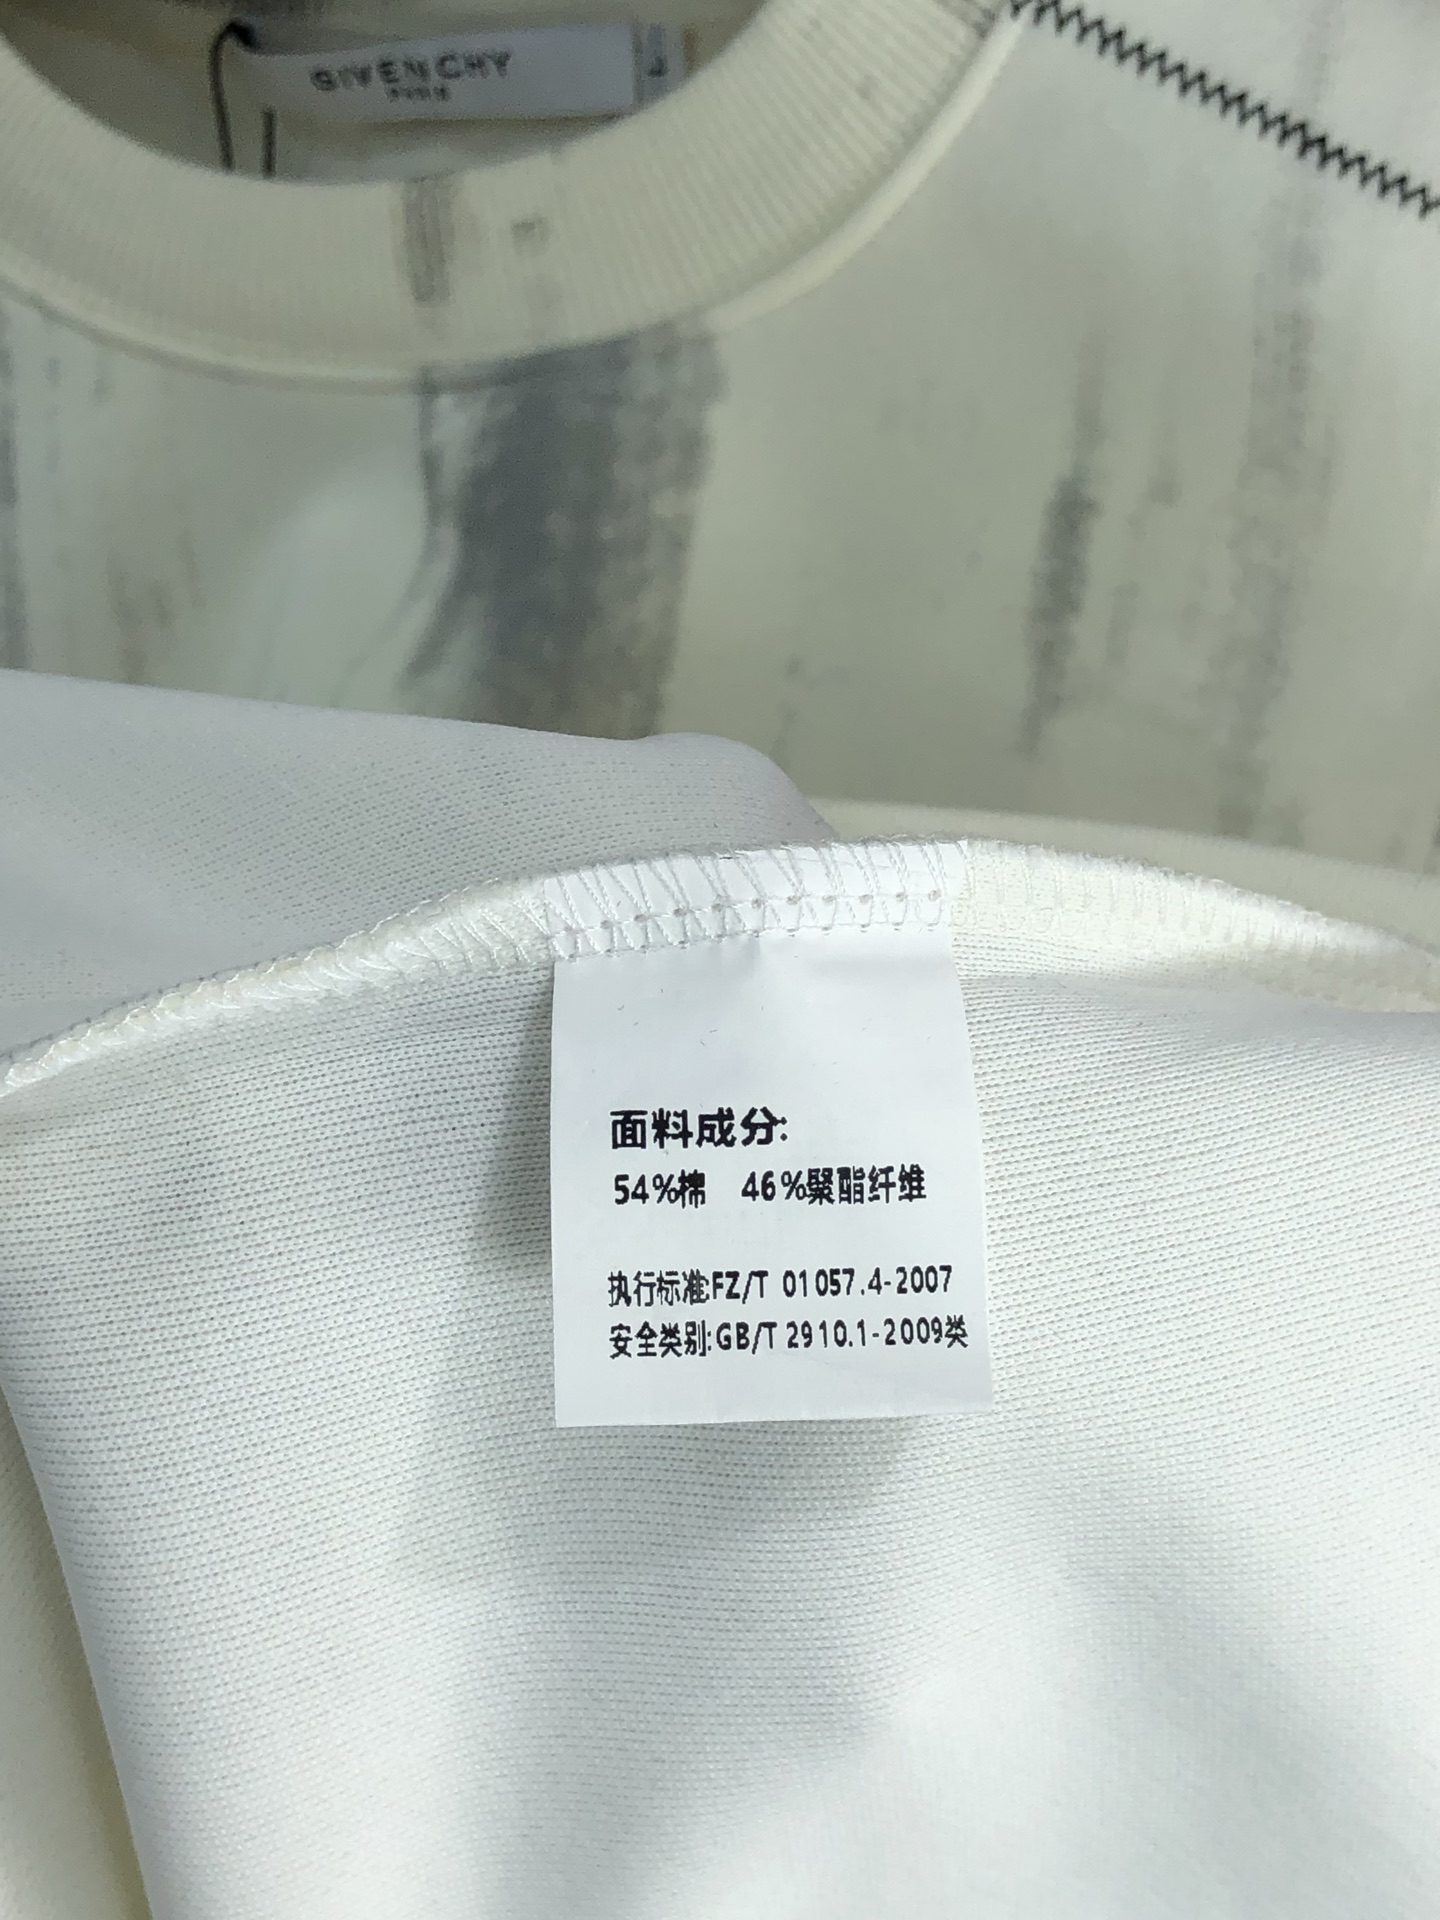 GIVENCHY
PARIS
面料成分:
54%棉 46%聚酯纤维
执行标准:FZ/T 01057.4-2007
安全类别:GB/T 2910.1-2009类